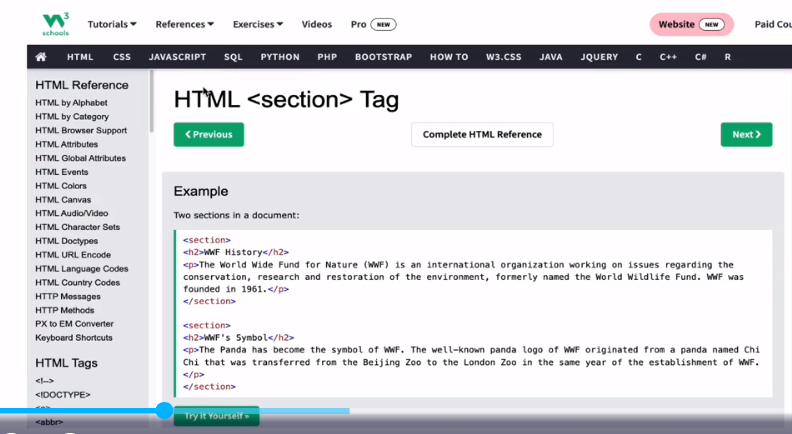 3
schools
Tutorials
References
Exercises
Videos
Pro NEW
Website NEW
Paid Cou
HTML CSS JAVASCRIPT SQL PYTHON PHP BOOTSTRAP HOW TO W3.CSS JAVA JQUERY C C++ C# R
HTML Reference
HTML by Alphabet
HTML by Category
HTML Browser Support
HTML Attributes
HTML Global Attributes
HTML Events
HTML Colors
HTML Canvas
HTML Audio/Video
HTML Character Sets
HTML Doctypes
HTML URL Encode
HTML Language Codes
HTML Country Codes
HTTP Messages
HTTP Methods
PX to EM Converter
Keyboard Shortcuts
HTML Tags
<!-->
<!DOCTYPE>
<abbr>
HTML <section> Tag
❮ Previous
Complete HTML Reference
Next ❯
Example
Two sections in a document:
<section>
<h2>WWF History</h2>
<p>The World Wide Fund for Nature (WWF) is an international organization working on issues regarding the
conservation, research and restoration of the environment, formerly named the World Wildlife Fund. WWF was
founded in 1961.</p>
</section>
<section>
<h2>WWF's Symbol</h2>
<p>The Panda has become the symbol of WWF. The well-known panda logo of WWF originated from a panda named Chi
Chi that was transferred from the Beijing Zoo to the London Zoo in the same year of the establishment of WWF.
</p>
</section>
Try it Yourself »